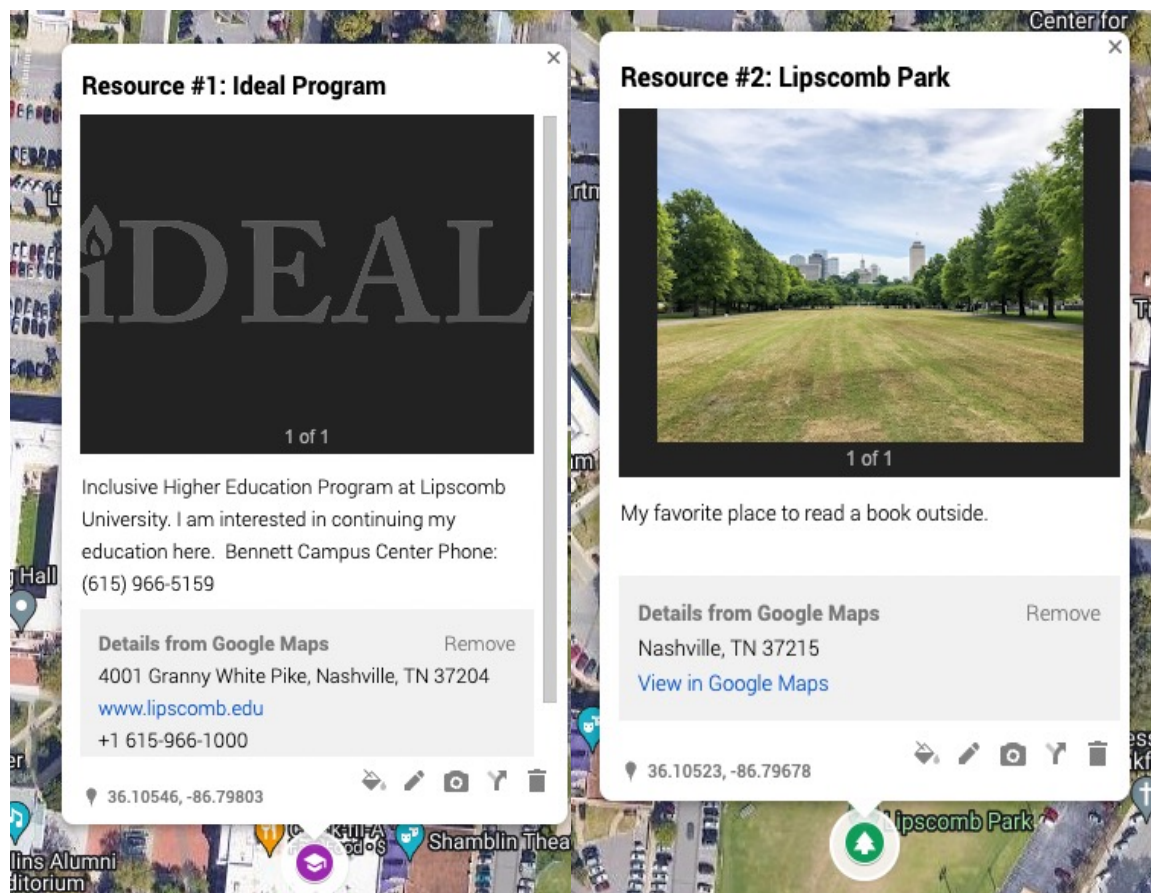 Center for
×
Resource #1: Ideal Program
iDEAL
1 of 1
Inclusive Higher Education Program at Lipscomb
University. I am interested in continuing my
education here. Bennett Campus Center Phone:
(615) 966-5159
Details from Google Maps
Remove
4001 Granny White Pike, Nashville, TN 37204
www.lipscomb.edu
+1 615-966-1000
36.10546, -86.79803
Hall
Shamblin Thea
lins Alumni
ditorium
×
Resource #2: Lipscomb Park
1 of 1
My favorite place to read a book outside.
Details from Google Maps
Remove
Nashville, TN 37215
View in Google Maps
36.10523, -86.79678
Lipscomb Park